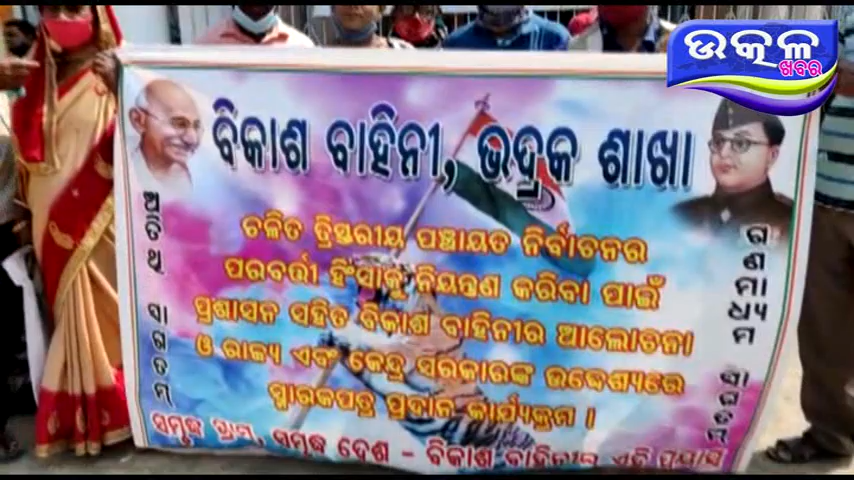 ଉତ୍କଳ
ଖବର
ବିକାଶ ବାହିନୀ, ଭଦ୍ରକ ଶାଖା
ଚଳିତ ତ୍ରିସ୍ତରୀୟ ପଞ୍ଚାୟତ ନିର୍ବାଚନର
ପରବର୍ତ୍ତୀ ହିଂସାକୁ ନିୟନ୍ତ୍ରଣ କରିବା ପାଇଁ
ପ୍ରଶାସନ ସହିତ ବିକାଶ ବାହିନୀର ଆଲୋଚନା
ଓ ରାଜ୍ୟ ଏବଂ କେନ୍ଦ୍ର ସରକାରଙ୍କ ଉଦ୍ଦେଶ୍ୟରେ
ସ୍ମାରକପତ୍ର ପ୍ରଦାନ କାର୍ଯ୍ୟକ୍ରମ ।
ସମୃଦ୍ଧ ଗ୍ରାମ, ସମୃଦ୍ଧ ଦେଶ - ବିକାଶ ବାହିନୀର ଏହି ପ୍ରୟାସ
ସ୍ୱାଗତମ୍
ଗଣମାଧ୍ୟମ ସ୍ୱାଗତମ୍